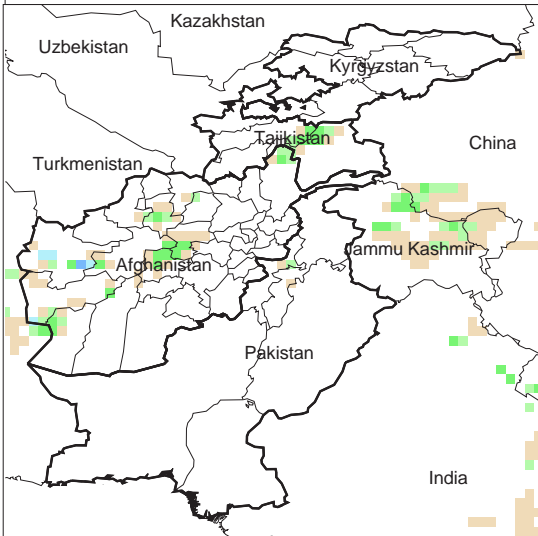 Kazakhstan
Uzbekistan
Kyrgyzstan
Tajikistan
China
Turkmenistan
Jammu Kashmir
Afghanistan
Pakistan
India